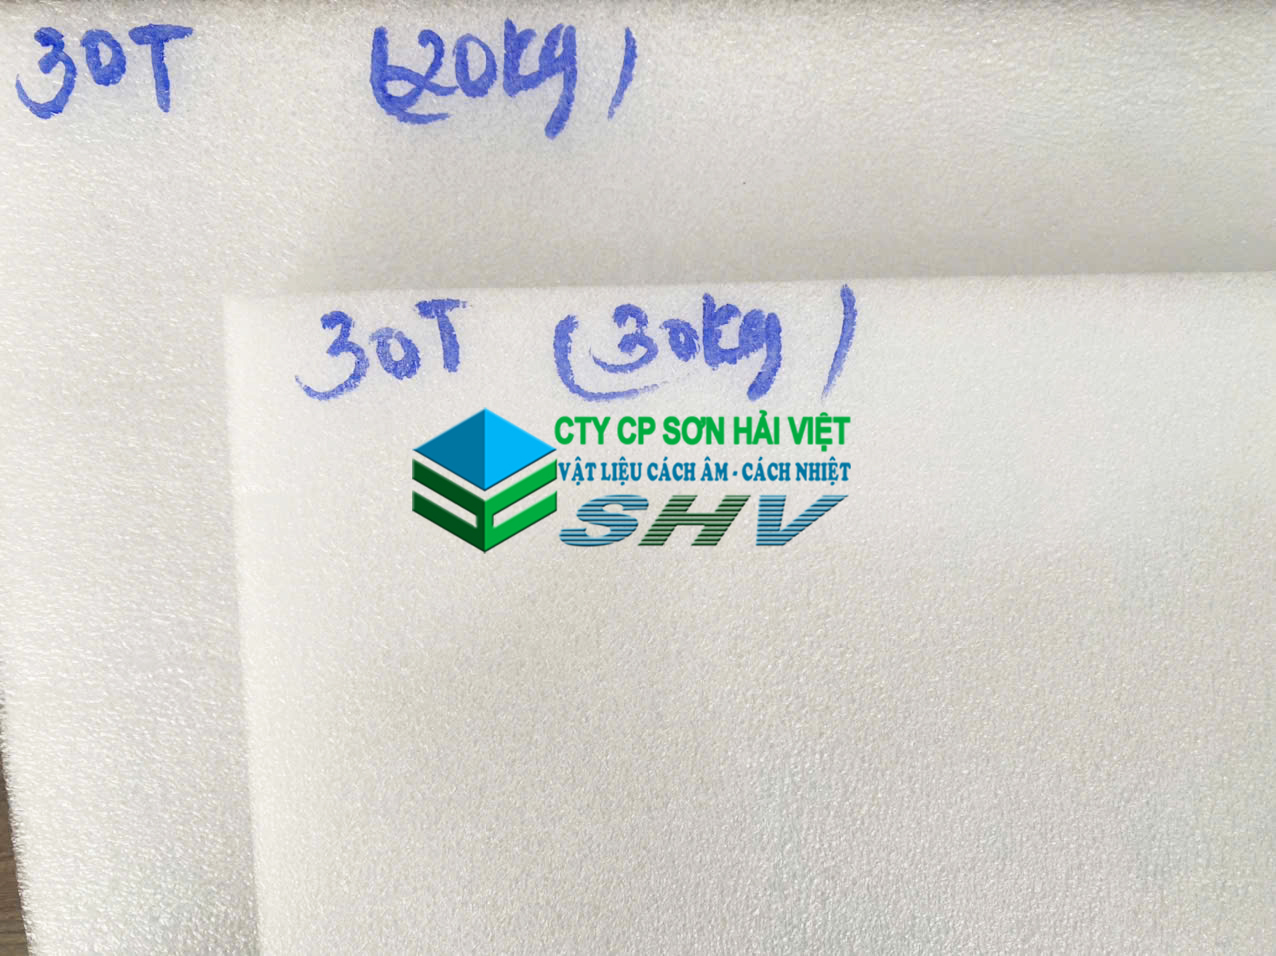 30T (20kg)
30T (30kg)
CTY CP SƠN HẢI VIỆT
VẬT LIỆU CÁCH ÂM - CÁCH NHIỆT
SHV